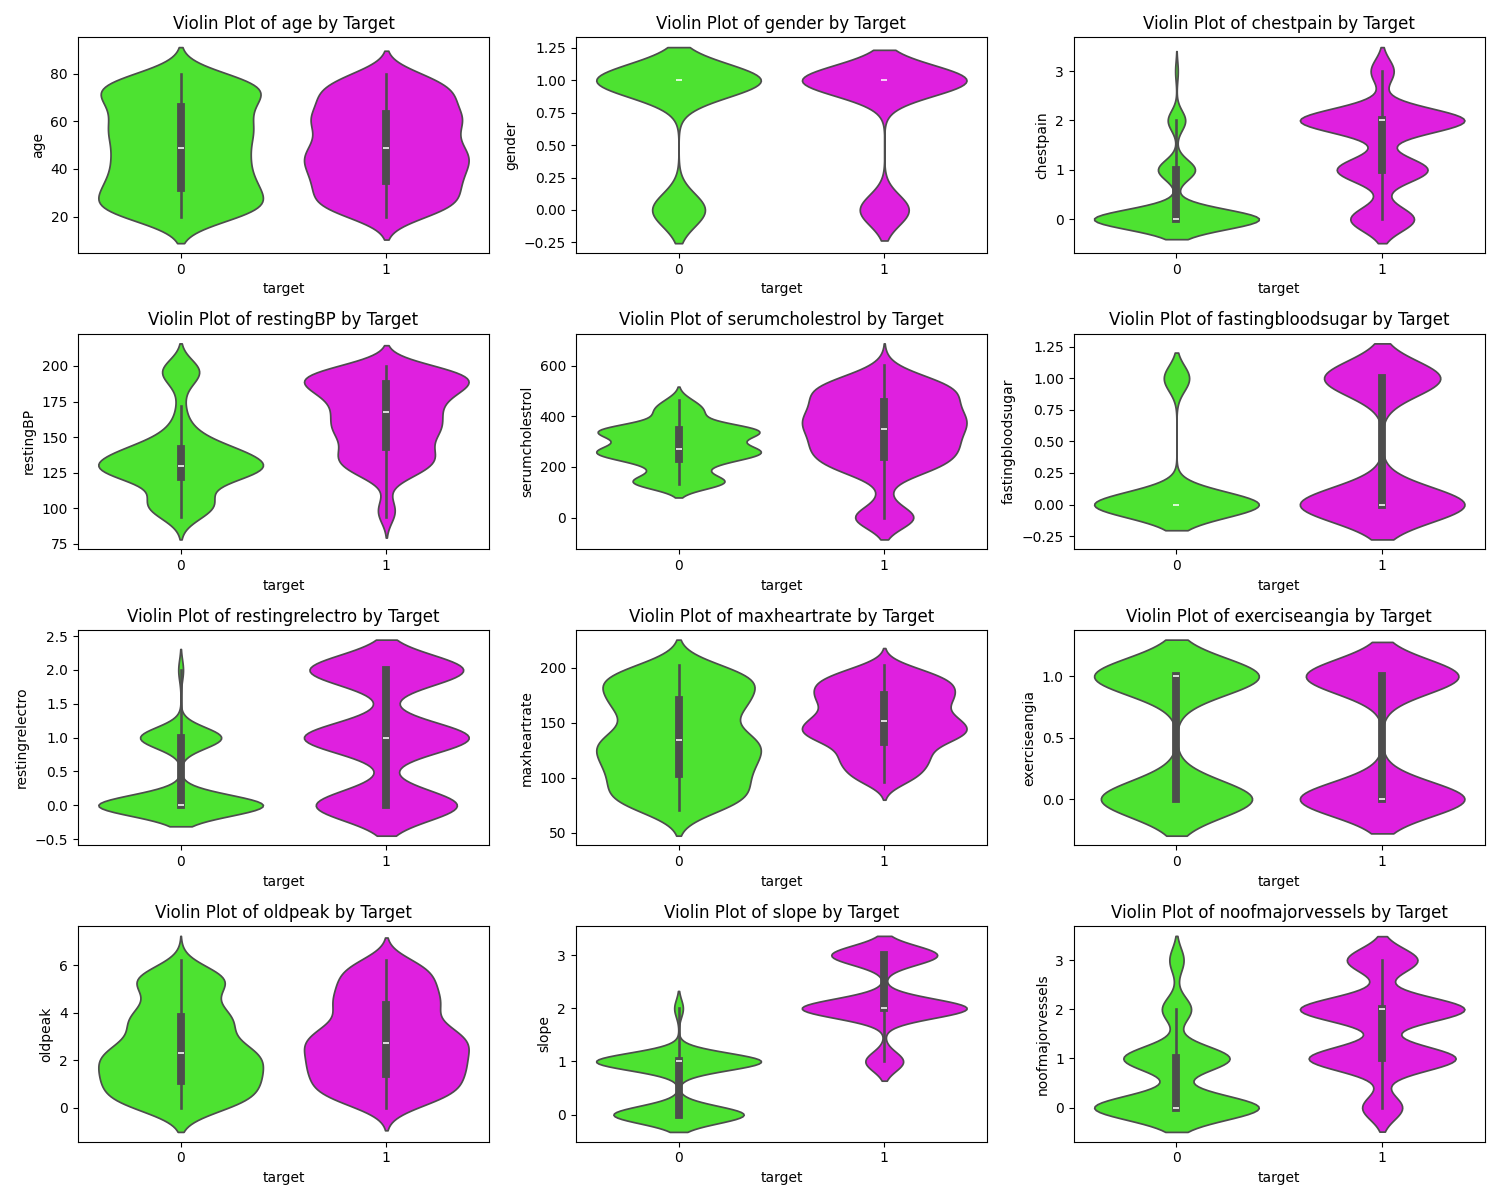 Violin Plot of age by Target
age
80
60
40
20
0 1
target
Violin Plot of gender by Target
gender
1.25
1.00
0.75
0.50
0.25
0.00
−0.25
0 1
target
Violin Plot of chestpain by Target
chestpain
3
2
1
0
0 1
target
Violin Plot of restingBP by Target
restingBP
200
175
150
125
100
75
0 1
target
Violin Plot of serumcholestrol by Target
serumcholestrol
600
400
200
0
0 1
target
Violin Plot of fastingbloodsugar by Target
fastingbloodsugar
1.25
1.00
0.75
0.50
0.25
0.00
−0.25
0 1
target
Violin Plot of restingrelectro by Target
restingrelectro
2.5
2.0
1.5
1.0
0.5
0.0
−0.5
0 1
target
Violin Plot of maxheartrate by Target
maxheartrate
200
150
100
50
0 1
target
Violin Plot of exerciseangia by Target
exerciseangia
1.0
0.5
0.0
0 1
target
Violin Plot of oldpeak by Target
oldpeak
6
4
2
0
0 1
target
Violin Plot of slope by Target
slope
3
2
1
0
0 1
target
Violin Plot of noofmajorvessels by Target
noofmajorvessels
3
2
1
0
0 1
target